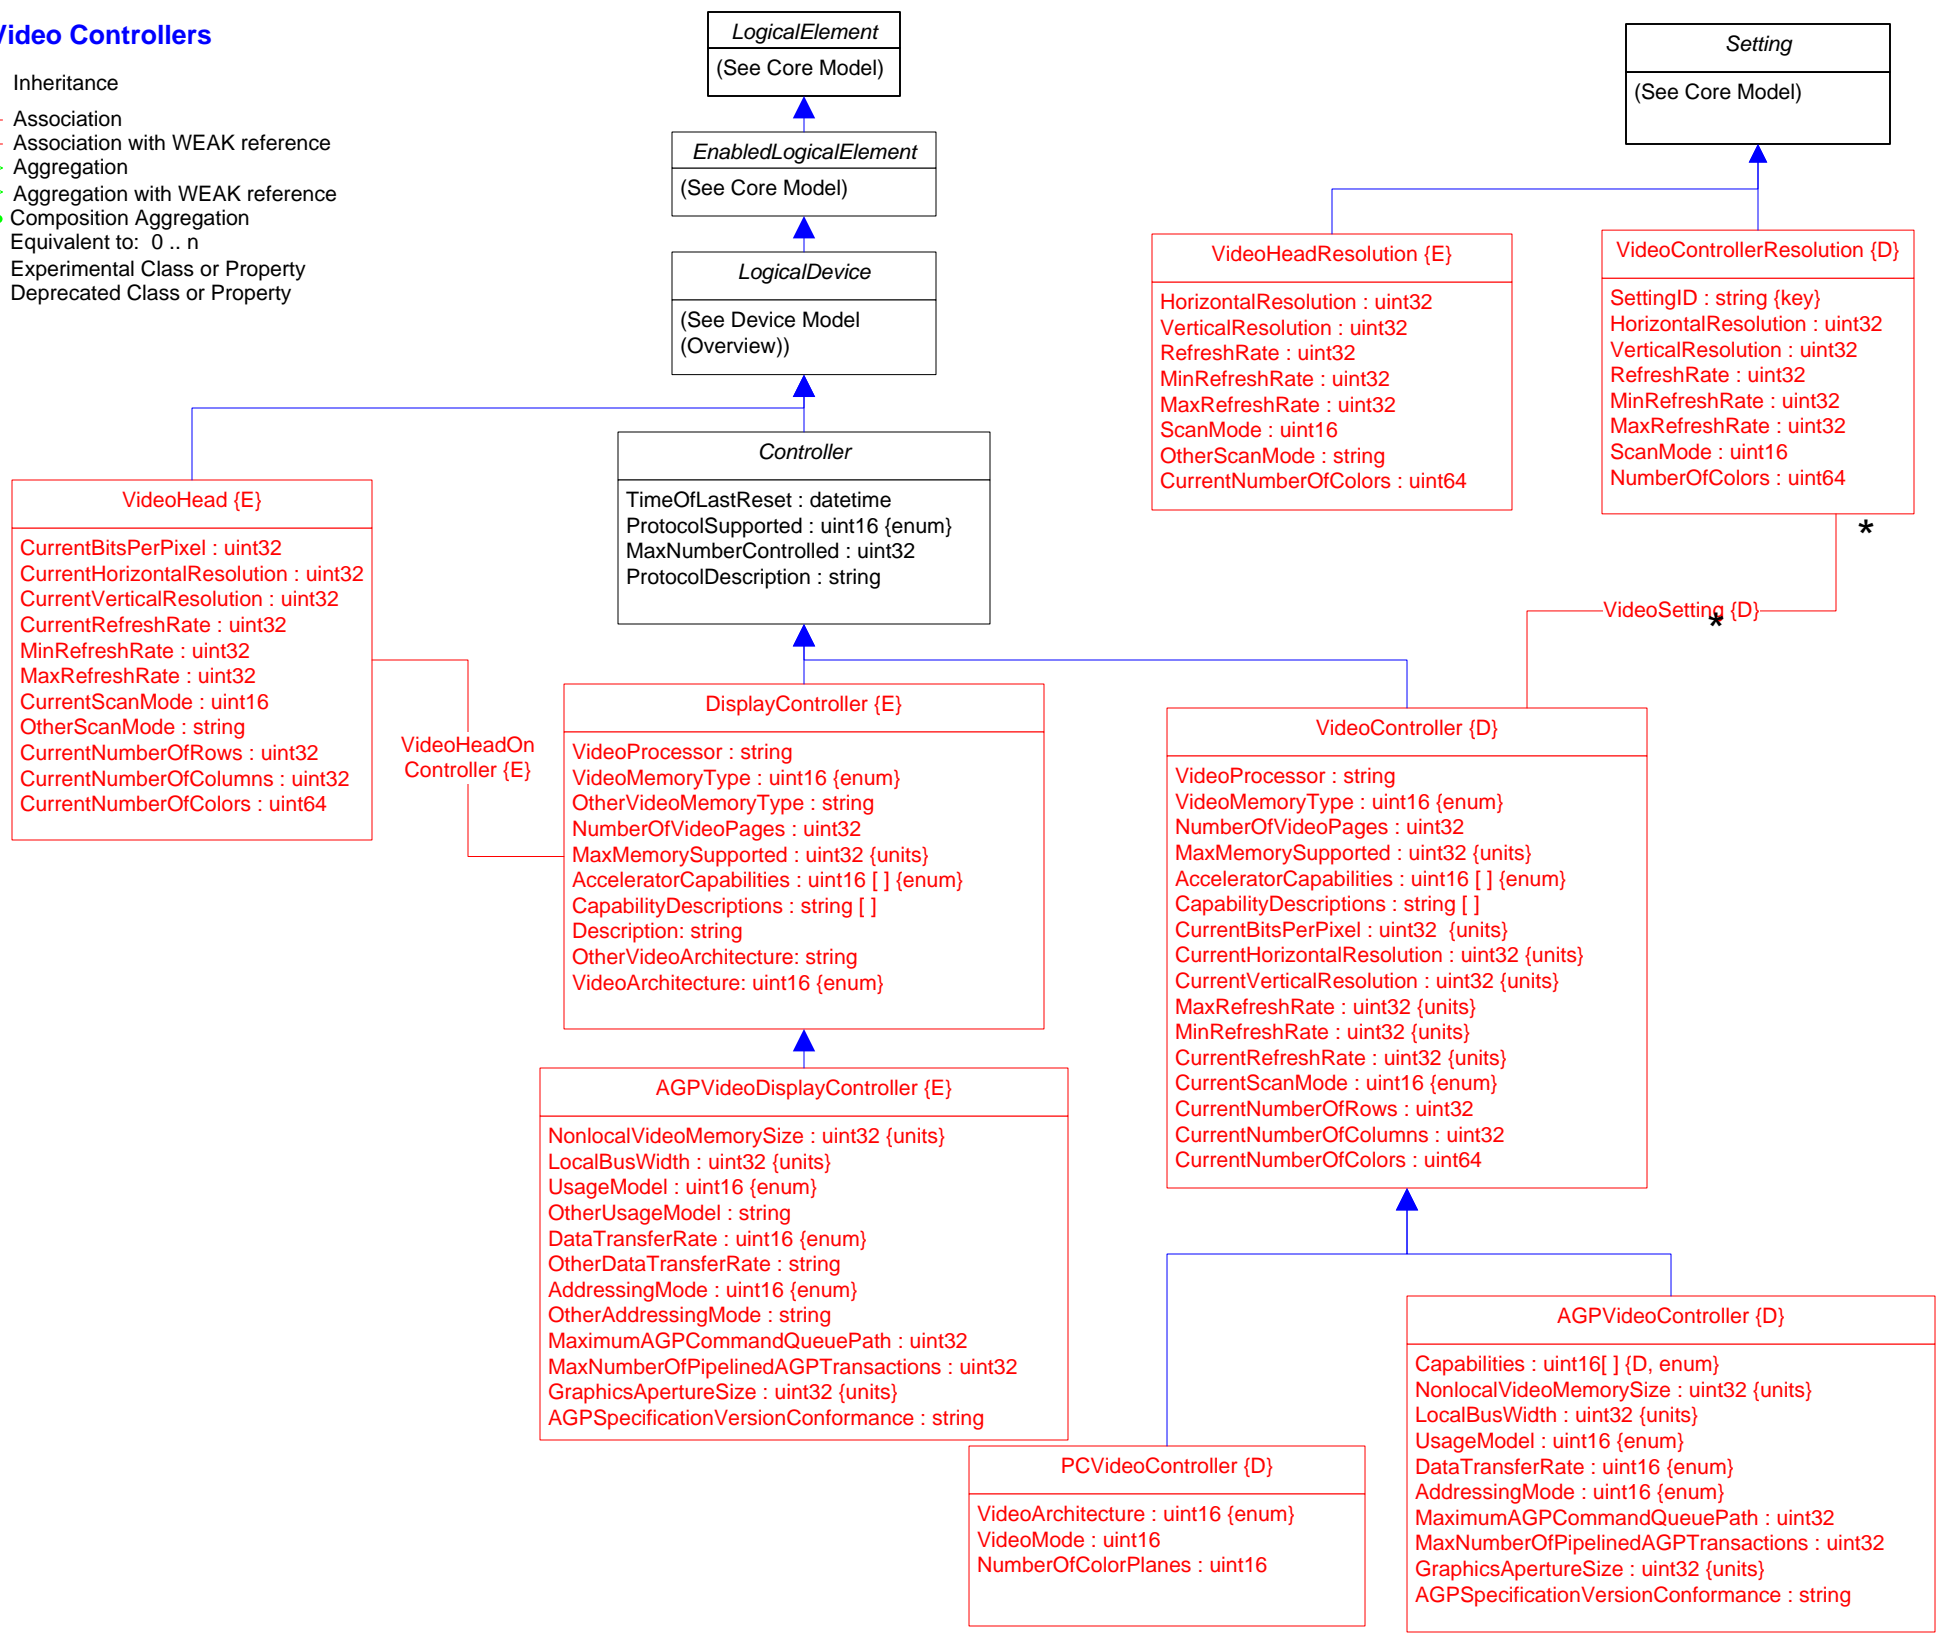 Video Controllers
Inheritance
Association
Association with WEAK reference
Aggregation
Aggregation with WEAK reference
Composition Aggregation
Equivalent to: 0 .. n
Experimental Class or Property
Deprecated Class or Property
LogicalElement
(See Core Model)
EnabledLogicalElement
(See Core Model)
LogicalDevice
(See Device Model
(Overview))
Setting
(See Core Model)
VideoHeadResolution {E}
HorizontalResolution : uint32
VerticalResolution : uint32
RefreshRate : uint32
MinRefreshRate : uint32
MaxRefreshRate : uint32
ScanMode : uint16
OtherScanMode : string
CurrentNumberOfColors : uint64
VideoControllerResolution {D}
SettingID : string {key}
HorizontalResolution : uint32
VerticalResolution : uint32
RefreshRate : uint32
MinRefreshRate : uint32
MaxRefreshRate : uint32
ScanMode : uint16
NumberOfColors : uint64
*
VideoSetting {D}
*
Controller
TimeOfLastReset : datetime
ProtocolSupported : uint16 {enum}
MaxNumberControlled : uint32
ProtocolDescription : string
VideoHead {E}
CurrentBitsPerPixel : uint32
CurrentHorizontalResolution : uint32
CurrentVerticalResolution : uint32
CurrentRefreshRate : uint32
MinRefreshRate : uint32
MaxRefreshRate : uint32
CurrentScanMode : uint16
OtherScanMode : string
CurrentNumberOfRows : uint32
CurrentNumberOfColumns : uint32
CurrentNumberOfColors : uint64
VideoHeadOn
Controller {E}
DisplayController {E}
VideoProcessor : string
VideoMemoryType : uint16 {enum}
OtherVideoMemoryType : string
NumberOfVideoPages : uint32
MaxMemorySupported : uint32 {units}
AcceleratorCapabilities : uint16 [ ] {enum}
CapabilityDescriptions : string [ ]
Description: string
OtherVideoArchitecture: string
VideoArchitecture: uint16 {enum}
VideoController {D}
VideoProcessor : string
VideoMemoryType : uint16 {enum}
NumberOfVideoPages : uint32
MaxMemorySupported : uint32 {units}
AcceleratorCapabilities : uint16 [ ] {enum}
CapabilityDescriptions : string [ ]
CurrentBitsPerPixel : uint32 {units}
CurrentHorizontalResolution : uint32 {units}
CurrentVerticalResolution : uint32 {units}
MaxRefreshRate : uint32 {units}
MinRefreshRate : uint32 {units}
CurrentRefreshRate : uint32 {units}
CurrentScanMode : uint16 {enum}
CurrentNumberOfRows : uint32
CurrentNumberOfColumns : uint32
CurrentNumberOfColors : uint64
AGPVideoDisplayController {E}
NonlocalVideoMemorySize : uint32 {units}
LocalBusWidth : uint32 {units}
UsageModel : uint16 {enum}
OtherUsageModel : string
DataTransferRate : uint16 {enum}
OtherDataTransferRate : string
AddressingMode : uint16 {enum}
OtherAddressingMode : string
MaximumAGPCommandQueuePath : uint32
MaxNumberOfPipelinedAGPTransactions : uint32
GraphicsApertureSize : uint32 {units}
AGPSpecificationVersionConformance : string
PCVideoController {D}
VideoArchitecture : uint16 {enum}
VideoMode : uint16
NumberOfColorPlanes : uint16
AGPVideoController {D}
Capabilities : uint16[ ] {D, enum}
NonlocalVideoMemorySize : uint32 {units}
LocalBusWidth : uint32 {units}
UsageModel : uint16 {enum}
DataTransferRate : uint16 {enum}
AddressingMode : uint16 {enum}
MaximumAGPCommandQueuePath : uint32
MaxNumberOfPipelinedAGPTransactions : uint32
GraphicsApertureSize : uint32 {units}
AGPSpecificationVersionConformance : string